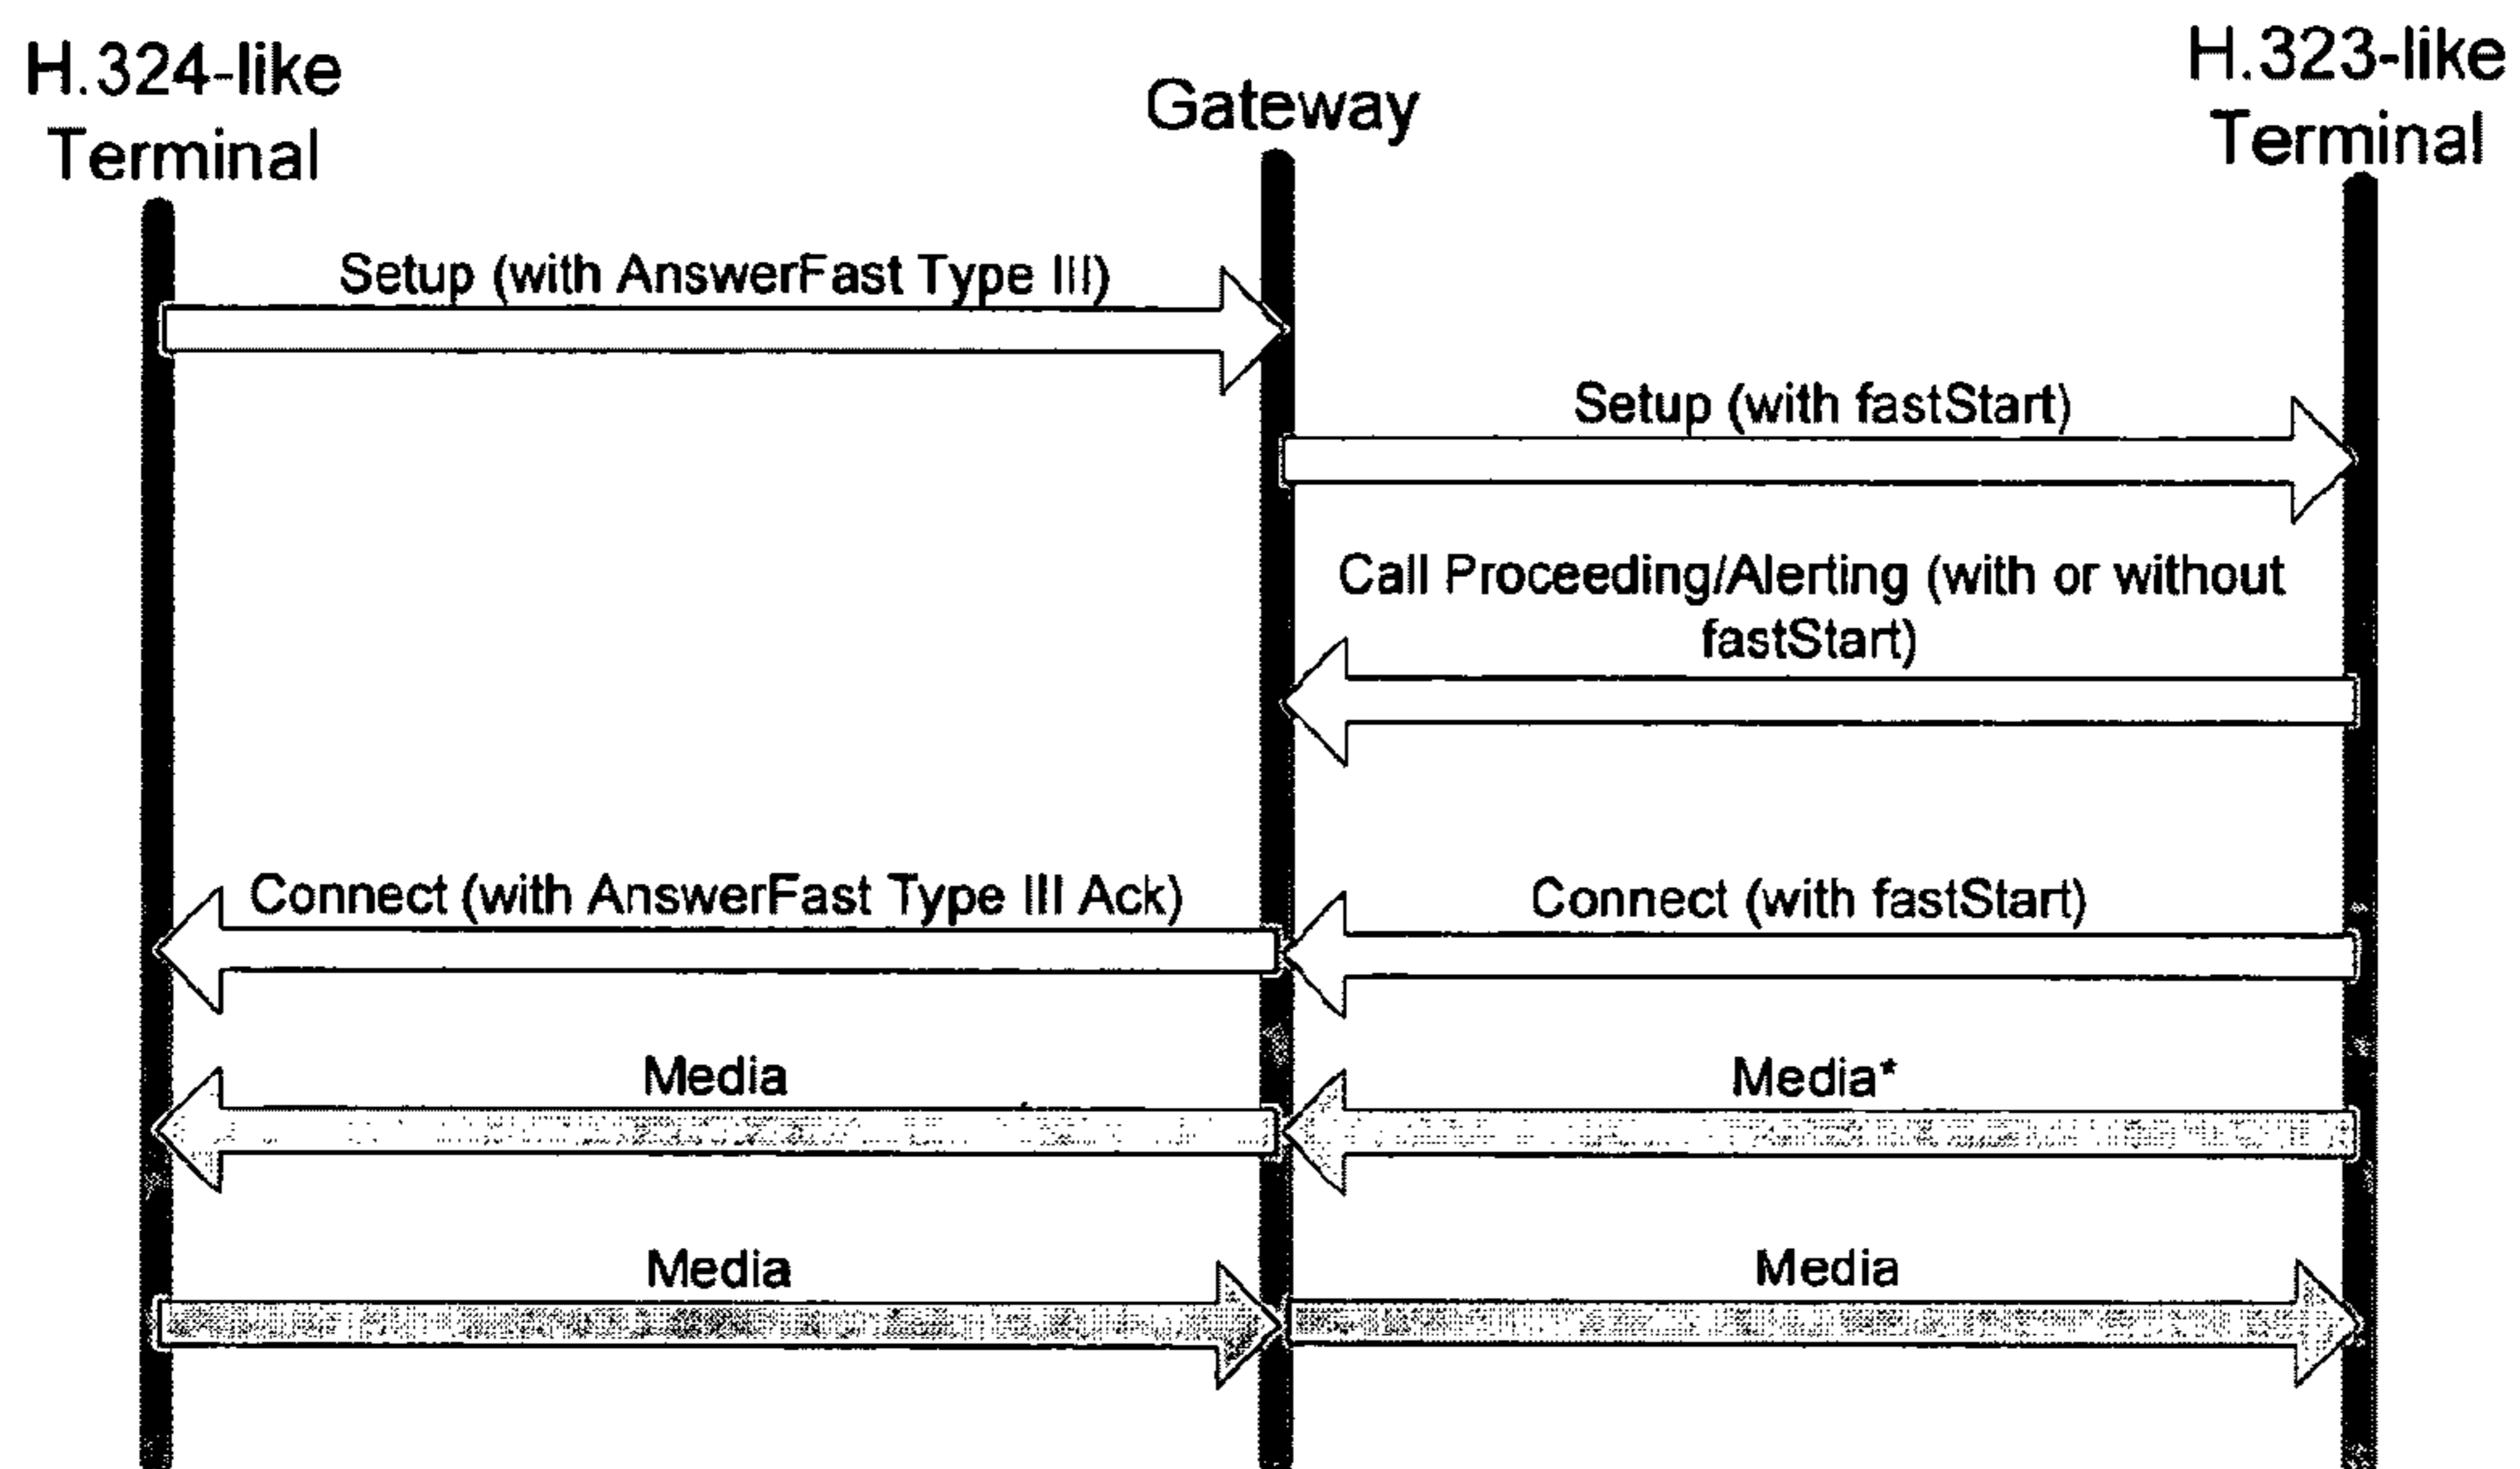 H.324-like
Terminal
Gateway
H.323-like
Terminal
Setup (with AnswerFast Type III)
Setup (with fastStart)
Call Proceeding/Alerting (with or without
fastStart)
Connect (with AnswerFast Type III Ack)
Connect (with fastStart)
Media
Media*
Media
Media